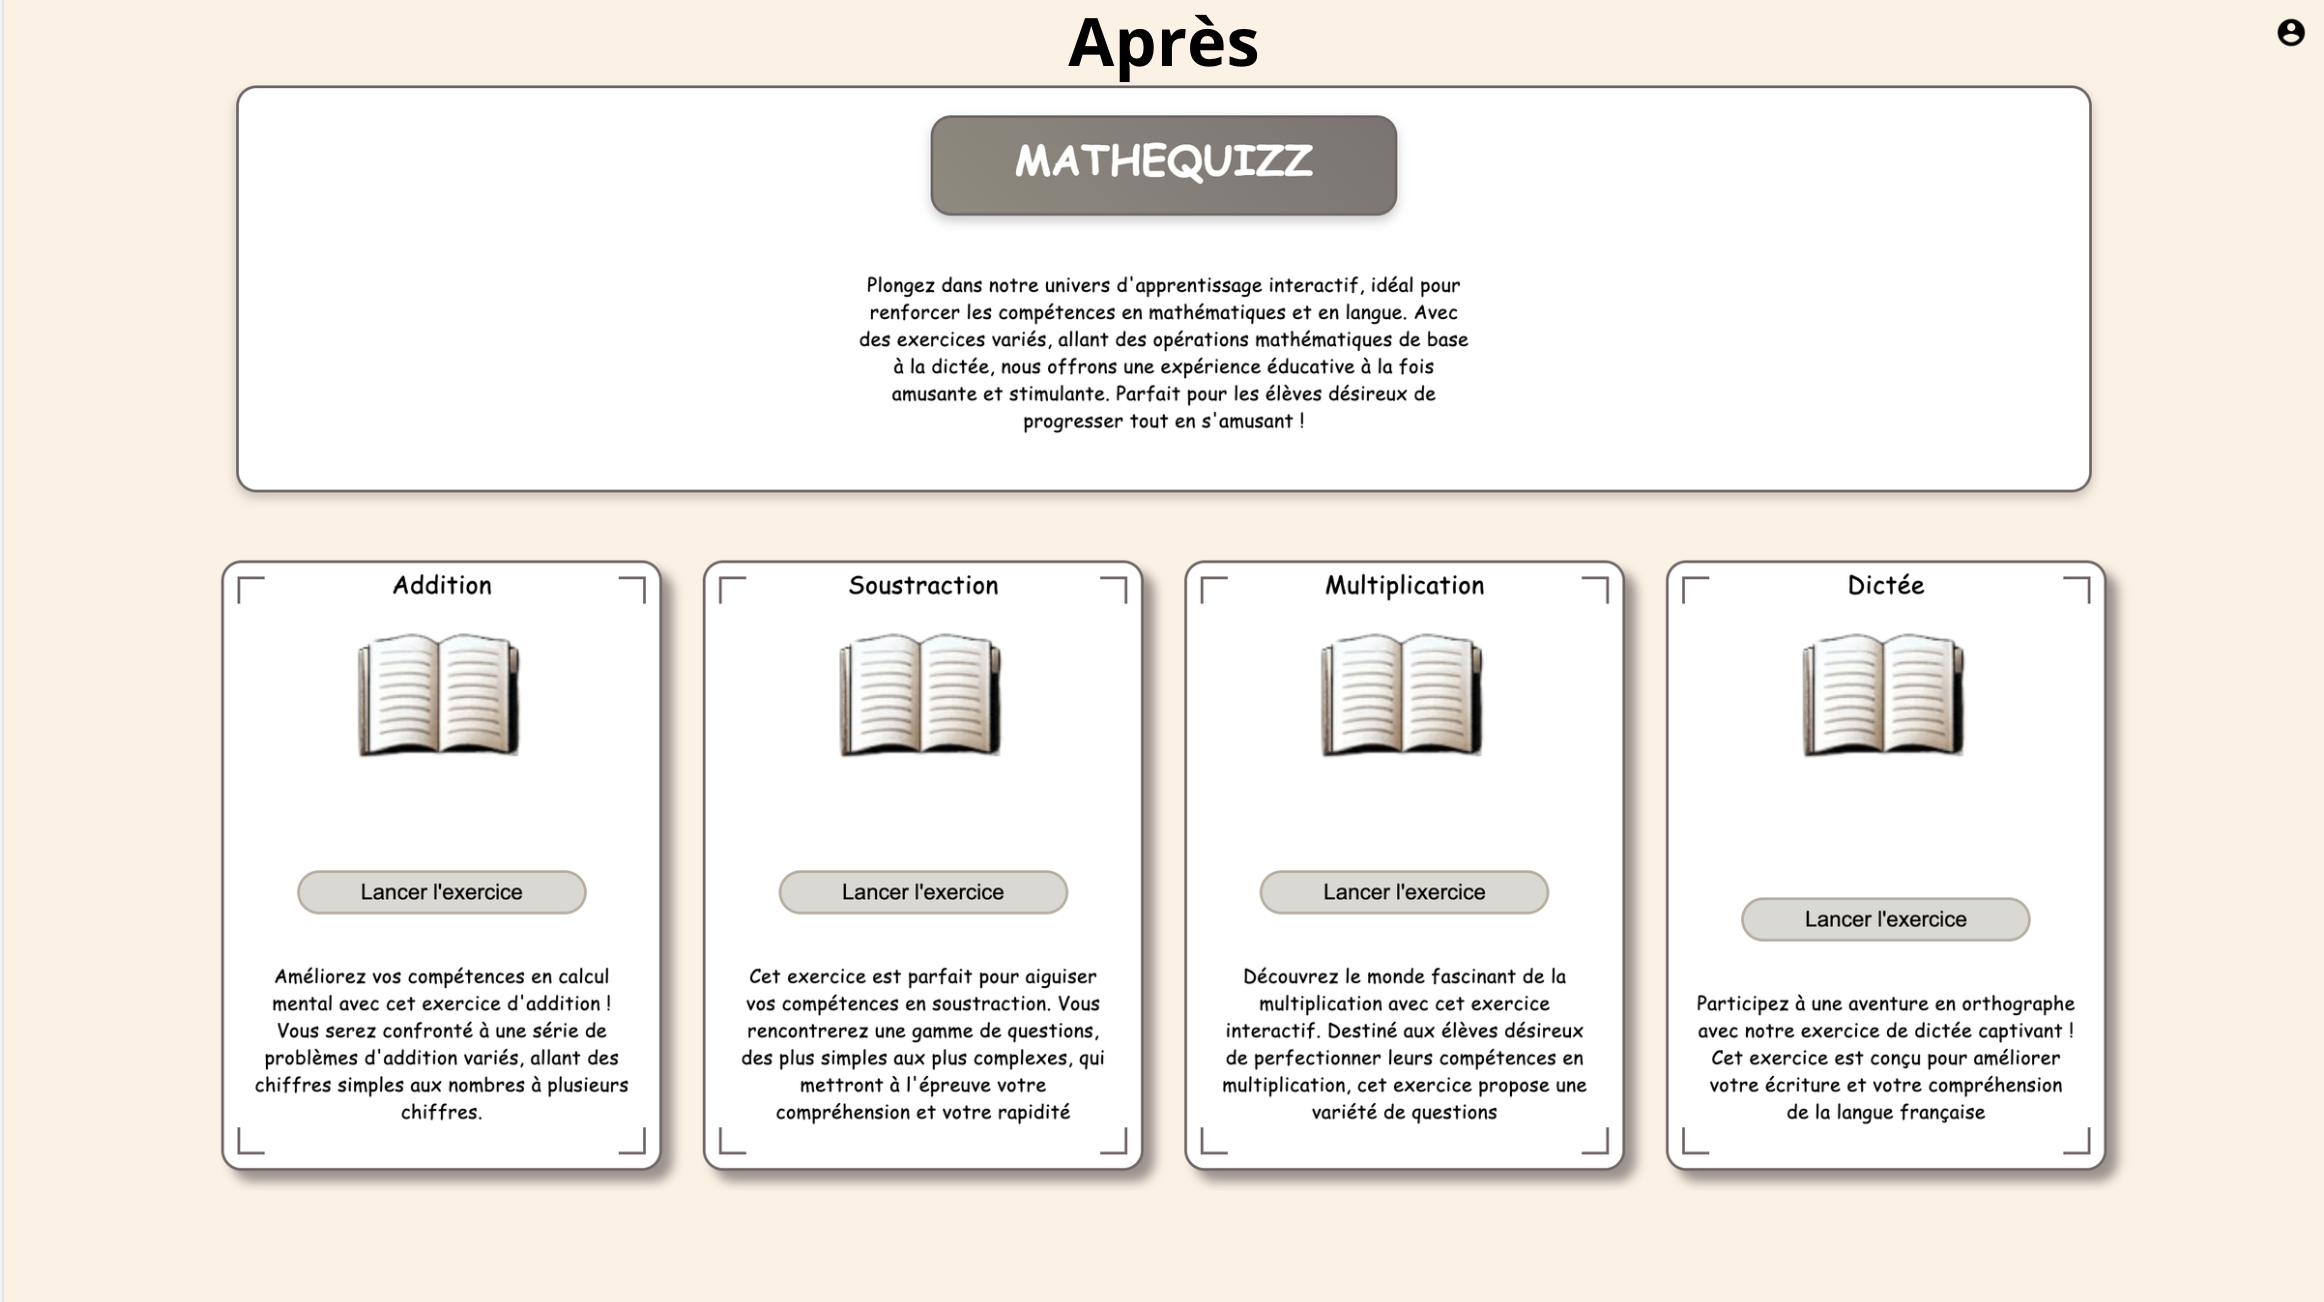 Après
MATHEQUIZZ
Plongez dans notre univers d'apprentissage interactif, idéal pour
renforcer les compétences en mathématiques et en langue. Avec
des exercices variés, allant des opérations mathématiques de base
à la dictée, nous offrons une expérience éducative à la fois
amusante et stimulante. Parfait pour les élèves désireux de
progresser tout en s'amusant !
Addition
Lancer l'exercice
Améliorez vos compétences en calcul
mental avec cet exercice d'addition !
Vous serez confronté à une série de
problèmes d'addition variés, allant des
chiffres simples aux nombres à plusieurs
chiffres.
Soustraction
Lancer l'exercice
Cet exercice est parfait pour aiguiser
vos compétences en soustraction. Vous
rencontrerez une gamme de questions,
des plus simples aux plus complexes, qui
mettront à l'épreuve votre
compréhension et votre rapidité
Multiplication
Lancer l'exercice
Découvrez le monde fascinant de la
multiplication avec cet exercice
interactif. Destiné aux élèves désireux
de perfectionner leurs compétences en
multiplication, cet exercice propose une
variété de questions
Dictée
Lancer l'exercice
Participez à une aventure en orthographe
avec notre exercice de dictée captivant !
Cet exercice est conçu pour améliorer
votre écriture et votre compréhension
de la langue française